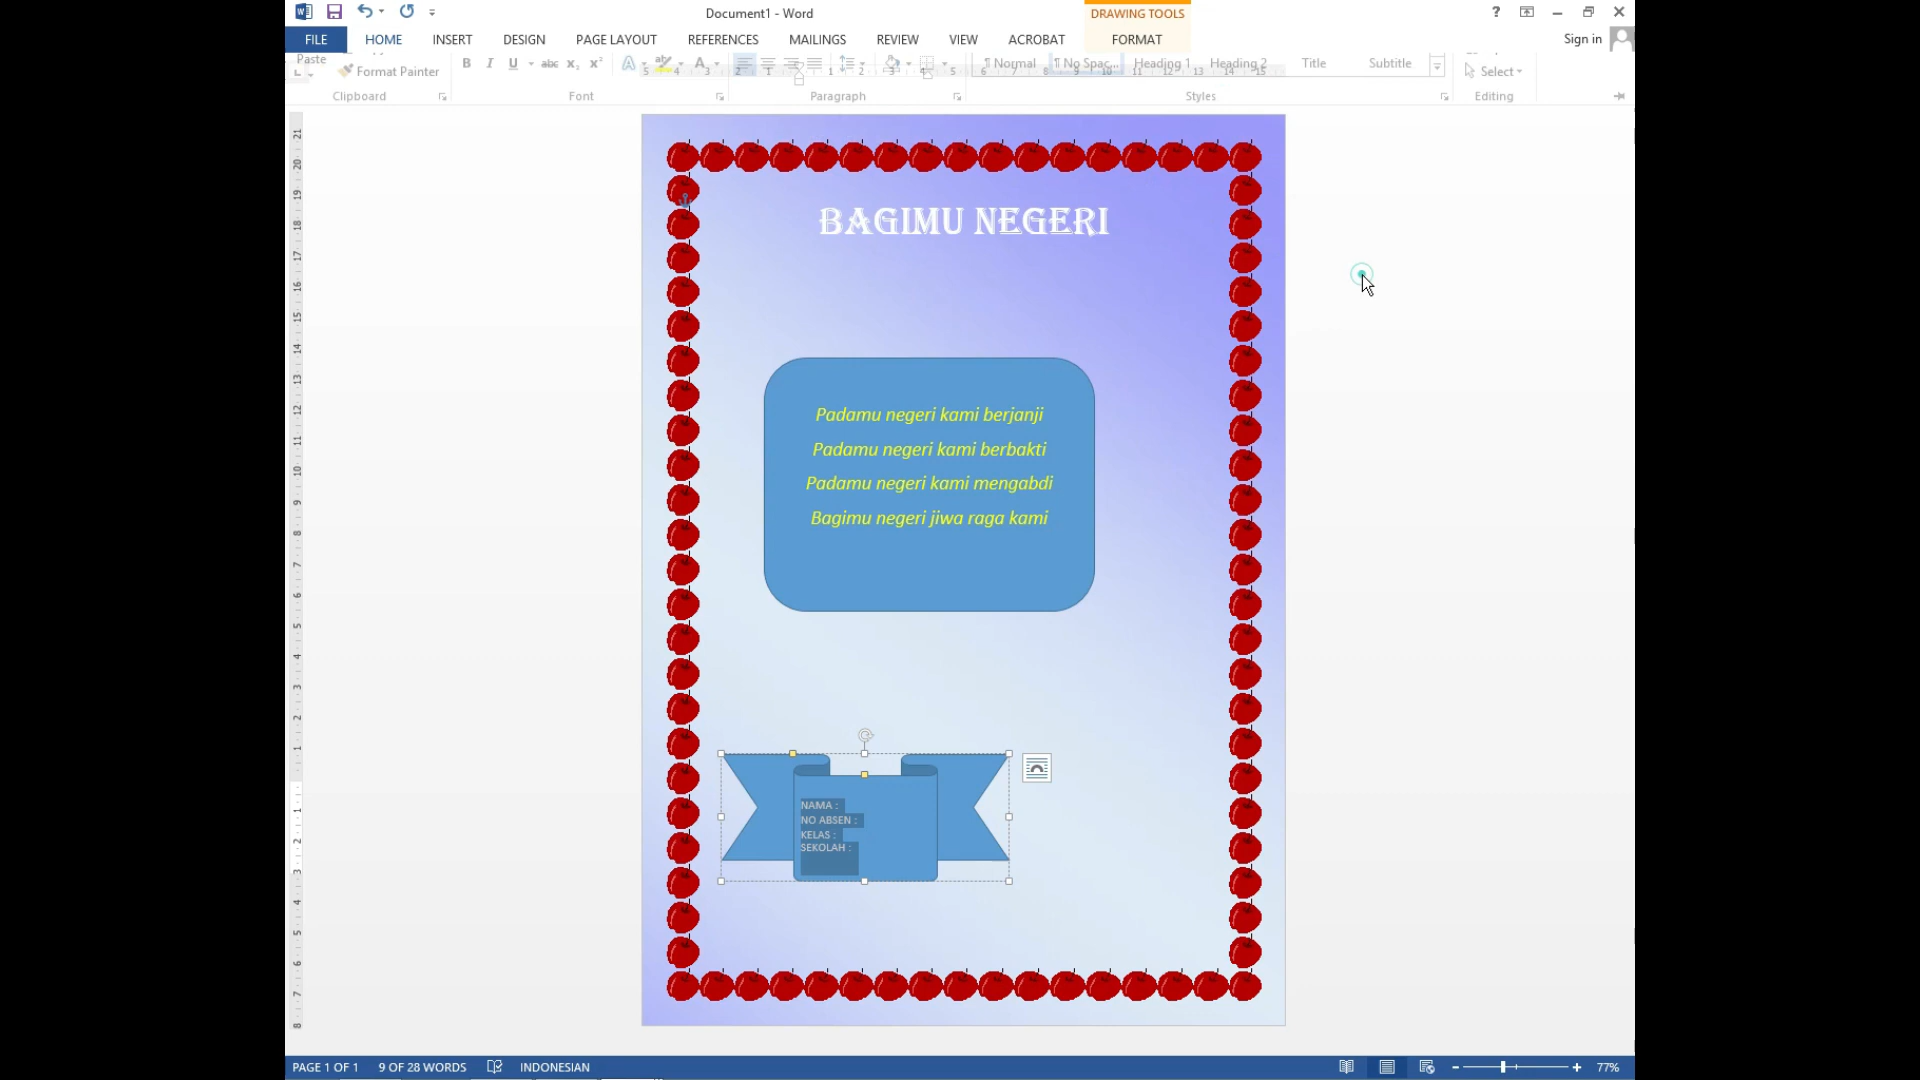 Document1 - Word
DRAWING TOOLS
?
FILE
HOME
INSERT
DESIGN
PAGE LAYOUT
REFERENCES
MAILINGS
REVIEW
VIEW
ACROBAT
FORMAT
Sign in
Paste
Format Painter
B I U abc x₂ x² A A
¶ Normal
¶ No Spac...
Heading 1
Heading 2
Title
Subtitle
Select
Clipboard
Font
Paragraph
Styles
Editing
BAGIMU NEGERI
Padamu negeri kami berjanji
Padamu negeri kami berbakti
Padamu negeri kami mengabdi
Bagimu negeri jiwa raga kami
NAMA :
NO ABSEN :
KELAS :
SEKOLAH :
PAGE 1 OF 1
9 OF 28 WORDS
INDONESIAN
77%